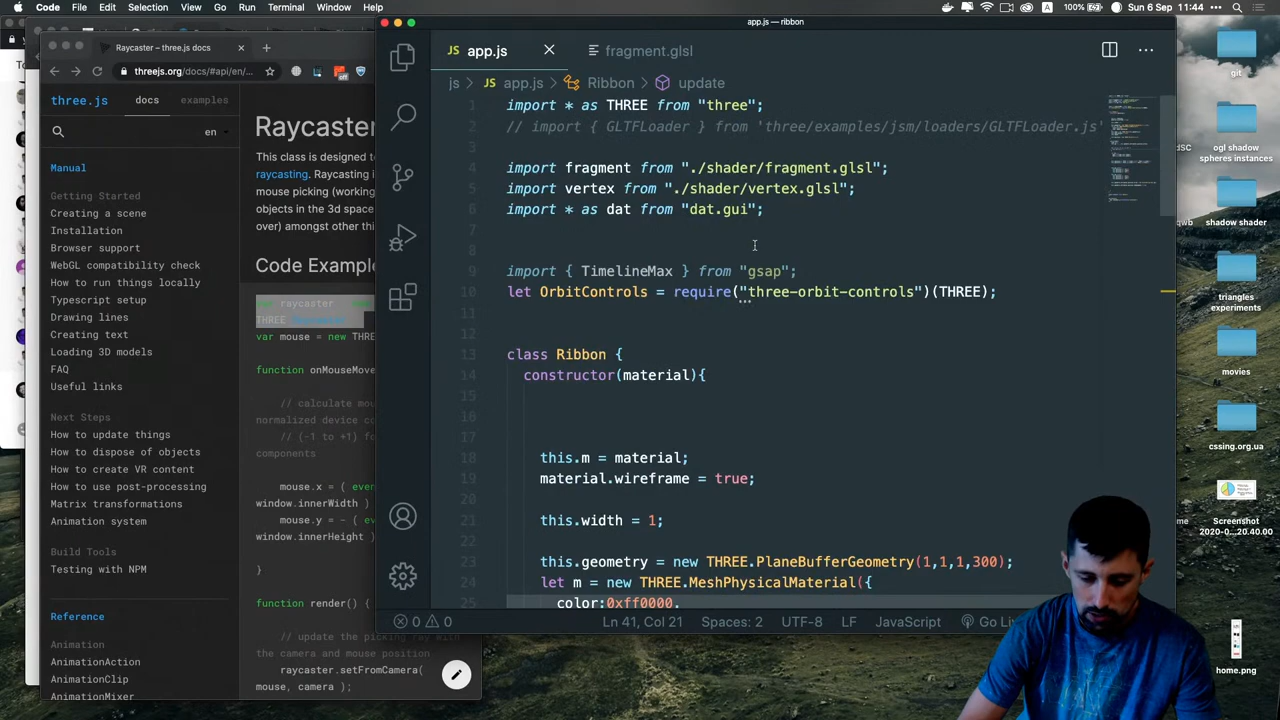 File Edit Selection View Go Run Terminal Window Help
100% Sun 6 Sep 11:44
Raycaster – three.js docs
threejs.org/docs/#api/en/...
off
three.js docs examples
en
Manual
Getting Started
Creating a scene
Installation
Browser support
WebGL compatibility check
How to run things locally
Typescript setup
Drawing lines
Creating text
Loading 3D models
FAQ
Useful links
Next Steps
How to update things
How to dispose of objects
How to create VR content
How to use post-processing
Matrix transformations
Animation system
Build Tools
Testing with NPM
Reference
Animation
AnimationAction
AnimationClip
AnimationMixer
Raycaster
This class is designed t
raycasting. Raycasting i
mouse picking (working
objects in the 3d space
over) amongst other thi
Code Example
var raycaster
THREE
var mouse = new THRE
function onMouseMove
// calculate mou
normalized device co
// (-1 to +1) fo
components
mouse.x = ( even
window.innerWidth )
mouse.y = - ( ev
window.innerHeight )
}
function render() {
// update the picking ray with
the camera and mouse position
raycaster.setFromCamera(
mouse, camera );
app.js — ribbon
JS app.js
fragment.glsl
js > JS app.js > Ribbon > update
1 import * as THREE from "three";
2 // import { GLTFLoader } from 'three/examples/jsm/loaders/GLTFLoader.js'
3
4 import fragment from "./shader/fragment.glsl";
5 import vertex from "./shader/vertex.glsl";
6 import * as dat from "dat.gui";
7
8
9 import { TimelineMax } from "gsap";
10 let OrbitControls = require("three-orbit-controls")(THREE);
11
12
13 class Ribbon {
14 constructor(material){
15
16
17
18 this.m = material;
19 material.wireframe = true;
20
21 this.width = 1;
22
23 this.geometry = new THREE.PlaneBufferGeometry(1,1,1,300);
24 let m = new THREE.MeshPhysicalMaterial({
25 color:0xff0000,
0 0 Ln 41, Col 21 Spaces: 2 UTF-8 LF JavaScript Go Li
git
ogl shadow
spheres instances
shadow shader
triangles
experiments
movies
cssing.org.ua
Screenshot
2020-0...20.40.00
home.png